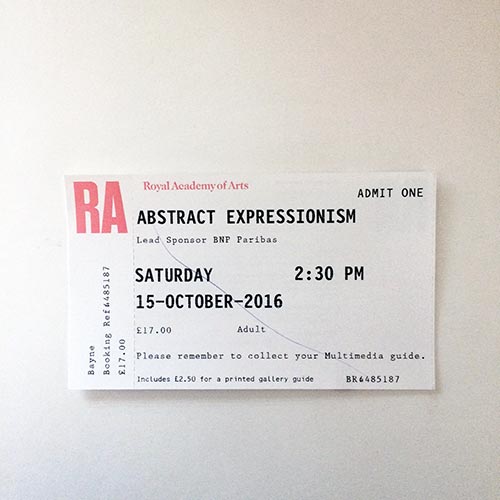 RA
Royal Academy of Arts
ADMIT ONE
ABSTRACT EXPRESSIONISM
Lead Sponsor BNP Paribas
SATURDAY 2:30 PM
15-OCTOBER-2016
£17.00 Adult
Please remember to collect your Multimedia guide.
Includes £2.50 for a printed gallery guide BR6485187
Bayne
Booking Ref6485187
£17.00